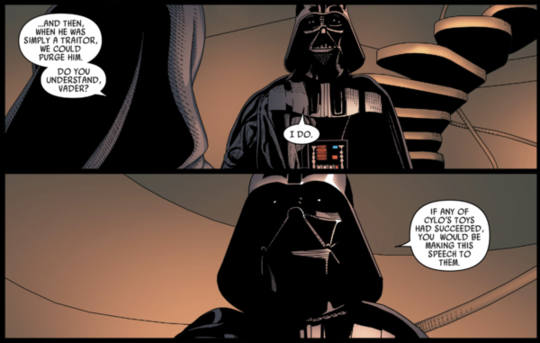 ...AND THEN,
WHEN HE WAS
SIMPLY A TRAITOR,
WE COULD
PURGE HIM.
DO YOU
UNDERSTAND,
VADER?
I DO.
IF ANY OF
CYLO'S TOYS
HAD SUCCEEDED,
YOU WOULD BE
MAKING THIS
SPEECH TO
THEM.